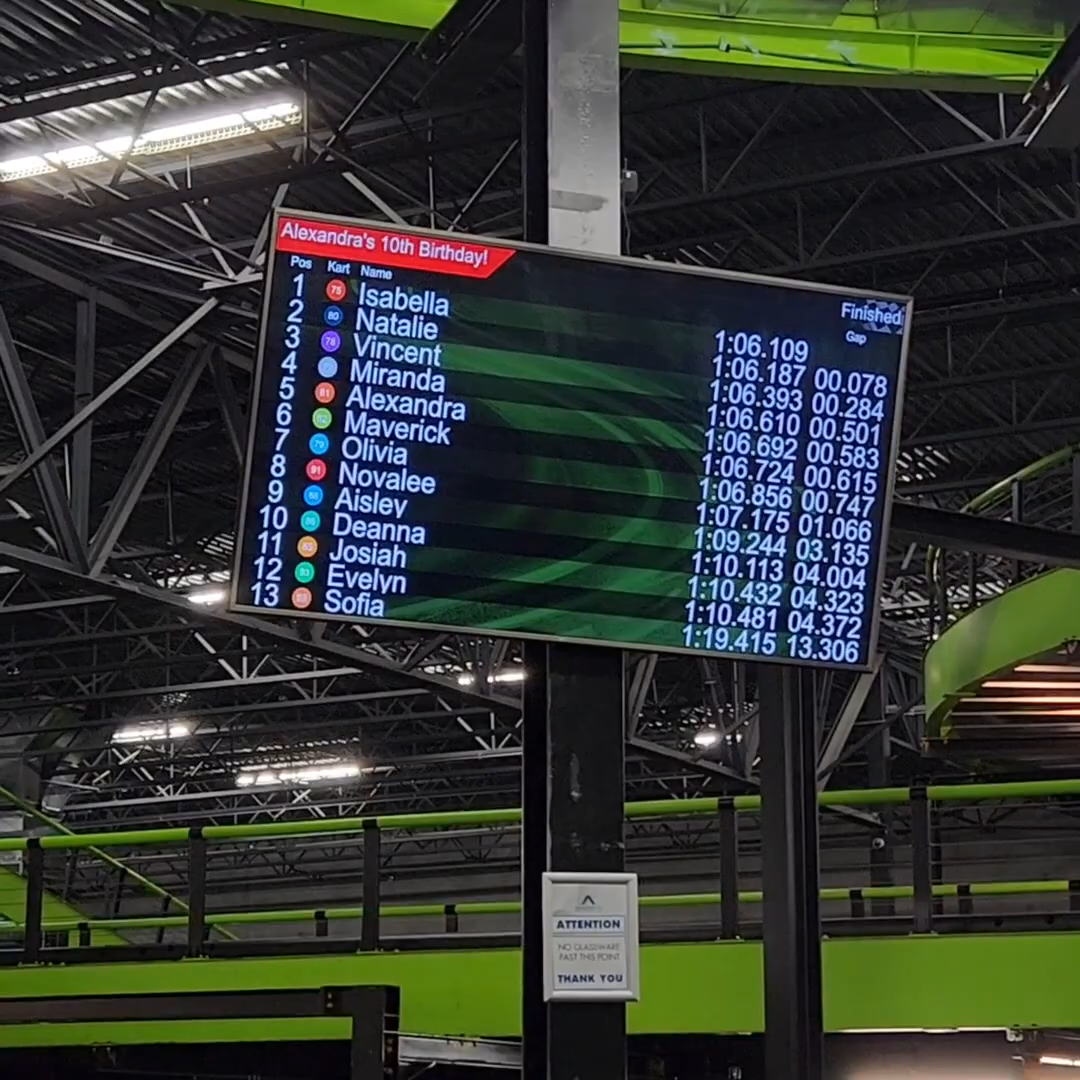 Alexandra's 10th Birthday!
Finished
Pos Kart Name Gap
1 75 Isabella 1:06.109
2 80 Natalie 1:06.187 00.078
3 78 Vincent 1:06.393 00.284
4 Miranda 1:06.610 00.501
5 81 Alexandra 1:06.692 00.583
6 Maverick 1:06.724 00.615
7 79 Olivia 1:06.856 00.747
8 91 Novalee 1:07.175 01.066
9 Aisley 1:09.244 03.135
10 Deanna 1:10.113 04.004
11 Josiah 1:10.432 04.323
12 93 Evelyn 1:10.481 04.372
13 Sofia 1:19.415 13.306
ATTENTION
NO GLASSWARE
PAST THIS POINT
THANK YOU